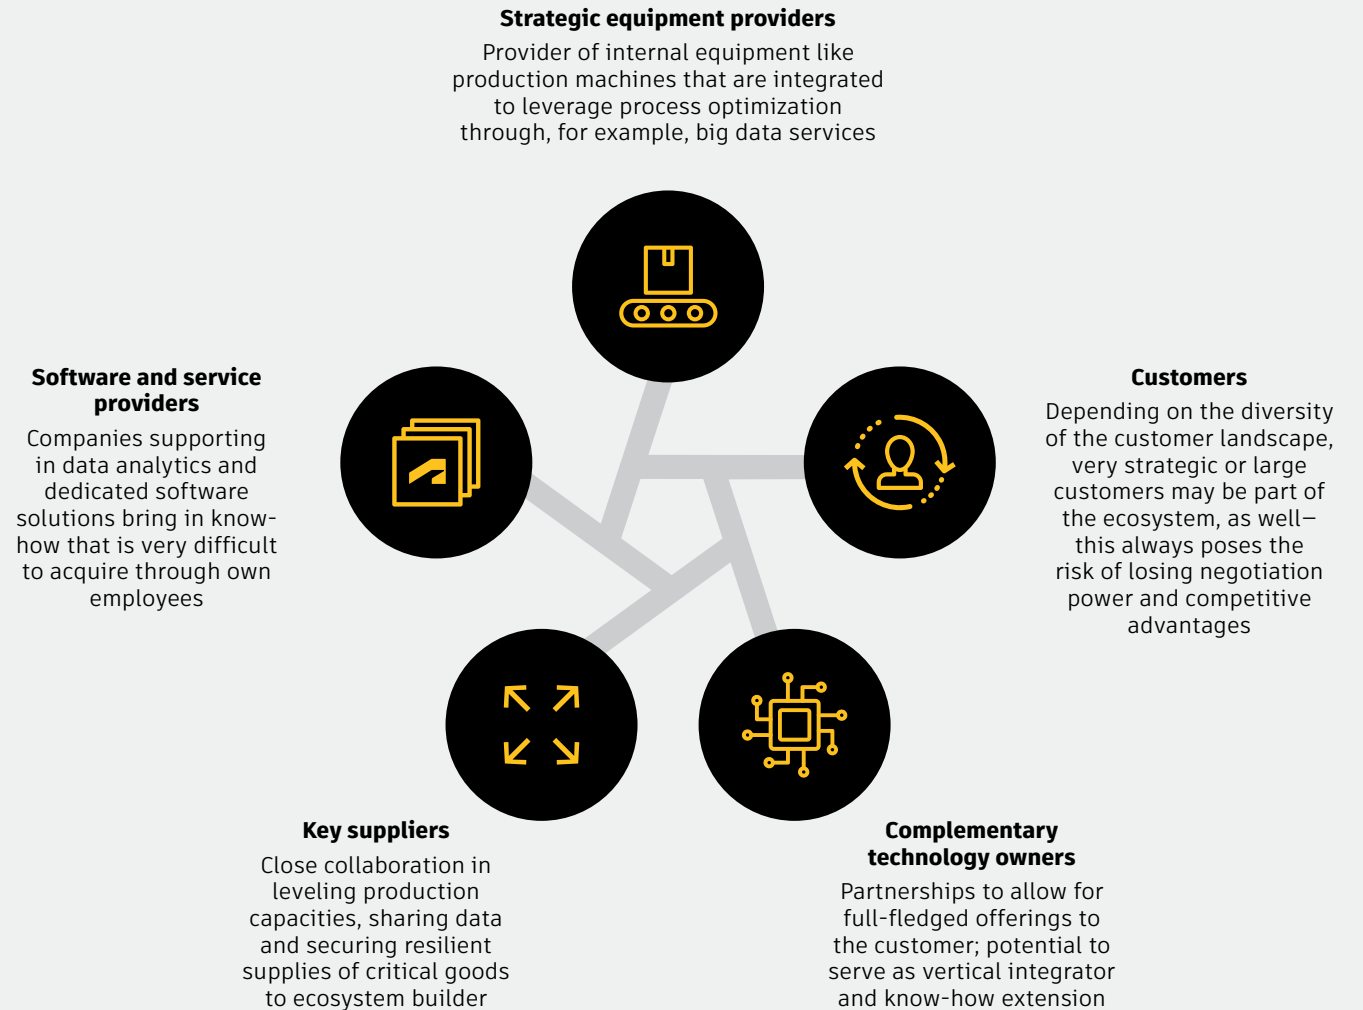 Strategic equipment providers
Provider of internal equipment like
production machines that are integrated
to leverage process optimization
through, for example, big data services
Software and service
providers
Companies supporting
in data analytics and
dedicated software
solutions bring in know-
how that is very difficult
to acquire through own
employees
Customers
Depending on the diversity
of the customer landscape,
very strategic or large
customers may be part of
the ecosystem, as well—
this always poses the
risk of losing negotiation
power and competitive
advantages
Key suppliers
Close collaboration in
leveling production
capacities, sharing data
and securing resilient
supplies of critical goods
to ecosystem builder
Complementary
technology owners
Partnerships to allow for
full-fledged offerings to
the customer; potential to
serve as vertical integrator
and know-how extension